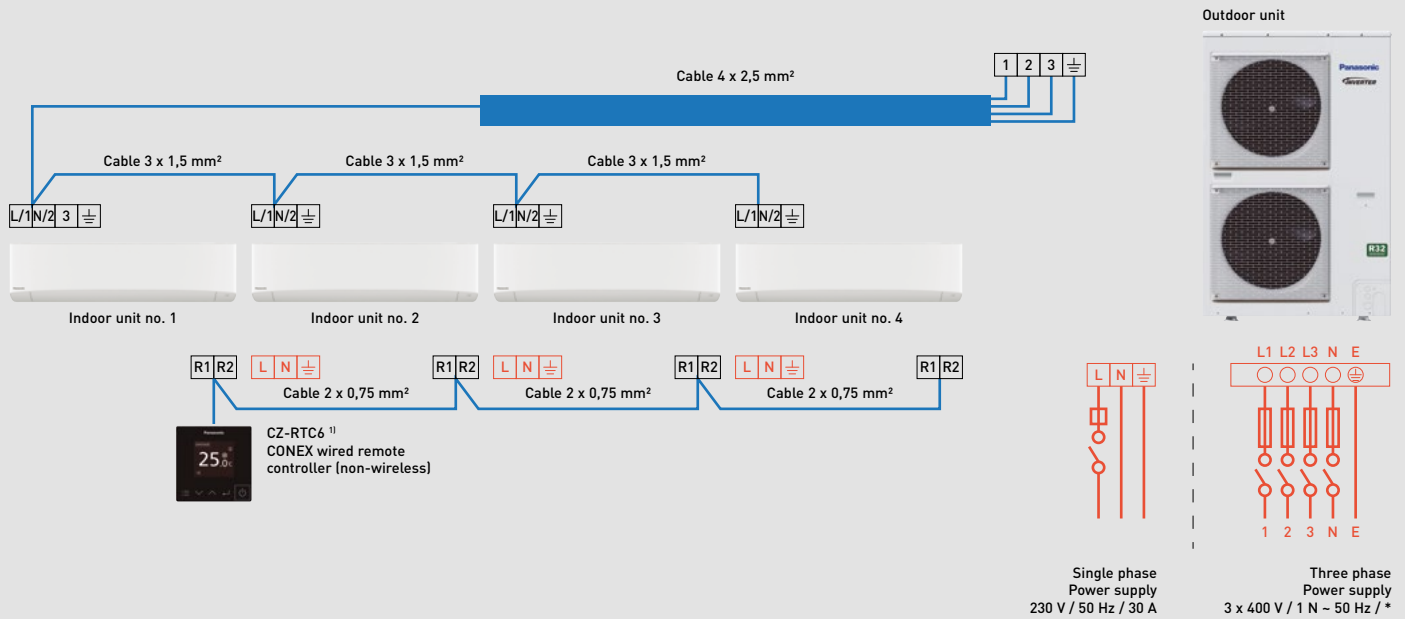 Outdoor unit
Panasonic
INVERTER
R32
Cable 4 x 2,5 mm²
1 2 3
Cable 3 x 1,5 mm²
Cable 3 x 1,5 mm²
Cable 3 x 1,5 mm²
L/1 N/2 3
L/1 N/2
L/1 N/2
L/1 N/2
Indoor unit no. 1
Indoor unit no. 2
Indoor unit no. 3
Indoor unit no. 4
R1 R2
L N
R1 R2
L N
R1 R2
L N
R1 R2
Cable 2 x 0,75 mm²
Cable 2 x 0,75 mm²
Cable 2 x 0,75 mm²
Panasonic
25.0
CZ-RTC6 ¹⁾
CONEX wired remote
controller (non-wireless)
L N
L1 L2 L3 N E
1 2 3 N E
Single phase
Power supply
230 V / 50 Hz / 30 A
Three phase
Power supply
3 x 400 V / 1 N ~ 50 Hz / *